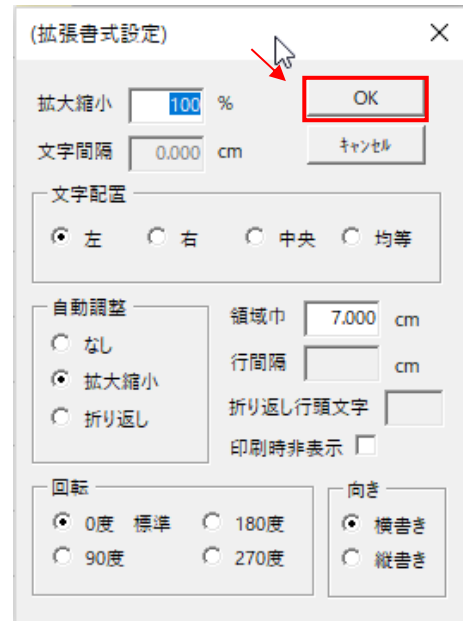 (拡張書式設定)
拡大縮小 100 % OK
文字間隔 0.000 cm ｷｬﾝｾﾙ
文字配置
左 右 中央 均等
自動調整
なし
拡大縮小
折り返し
領域巾 7.000 cm
行間隔 cm
折り返し行頭文字
印刷時非表示
回転
0度 標準 180度
90度 270度
向き
横書き
縦書き